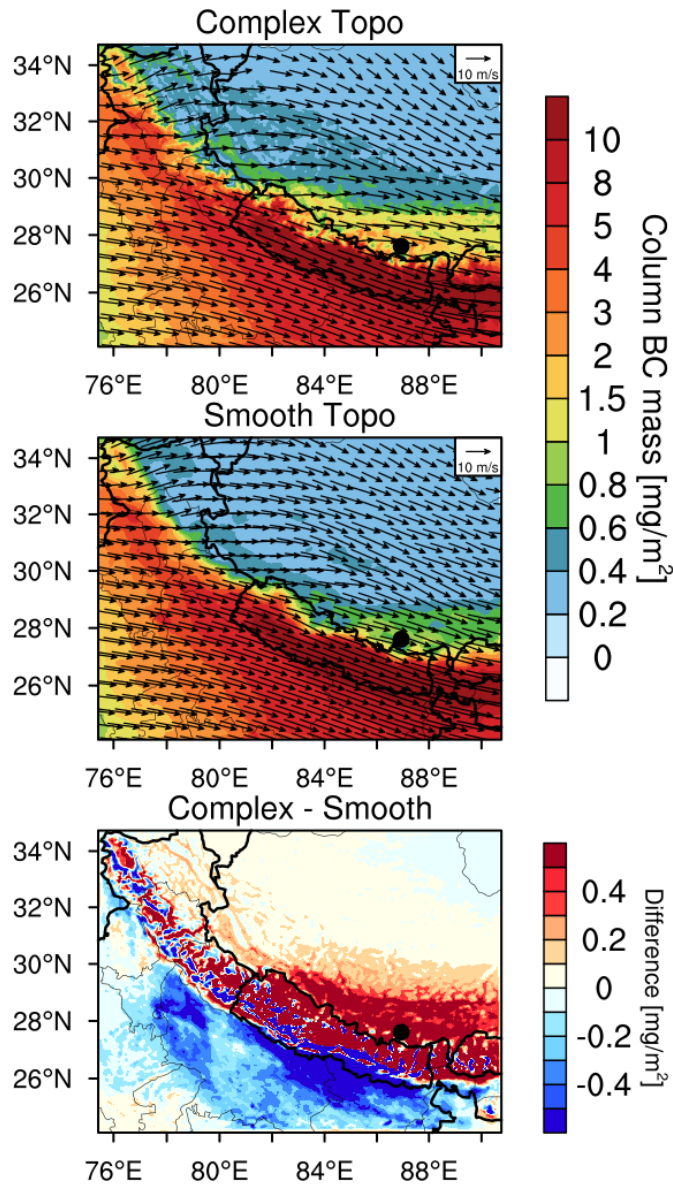 Complex Topo
34°N
32°N
30°N
28°N
26°N
10 m/s
76°E 80°E 84°E 88°E
Smooth Topo
34°N
32°N
30°N
28°N
26°N
10 m/s
76°E 80°E 84°E 88°E
10
8
5
4
3
2
1.5
1
0.8
0.6
0.4
0.2
0
Column BC mass [mg/m²]
Complex - Smooth
34°N
32°N
30°N
28°N
26°N
76°E 80°E 84°E 88°E
0.4
0.2
0
-0.2
-0.4
Difference [mg/m²]